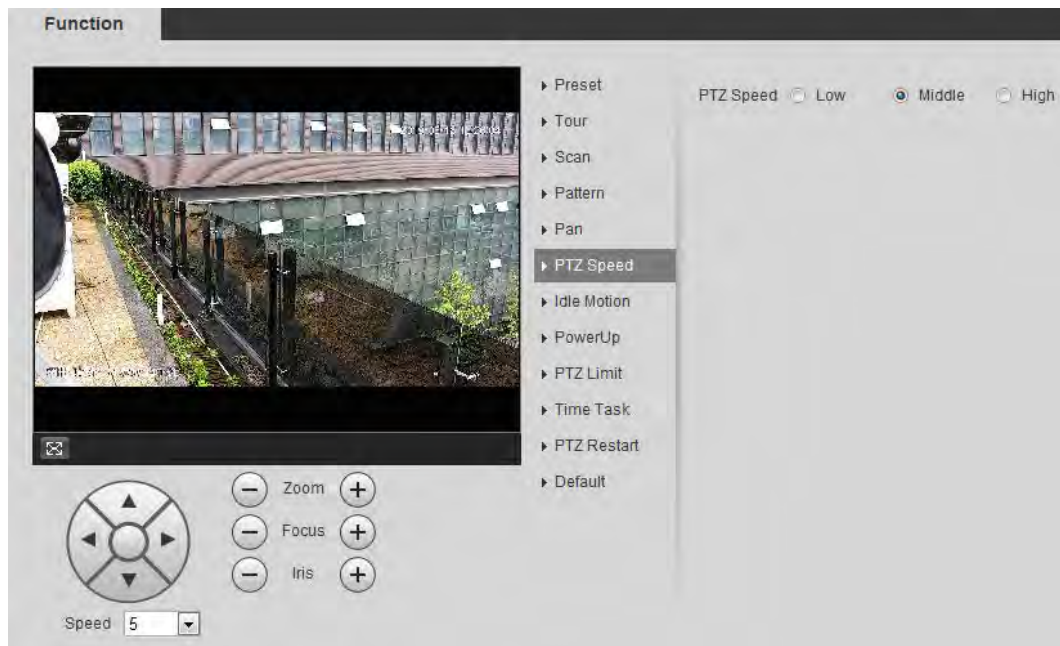 Function
Preset
Tour
Scan
Pattern
Pan
PTZ Speed
Idle Motion
PowerUp
PTZ Limit
Time Task
PTZ Restart
Default
PTZ Speed Low Middle High
Zoom
Focus
Iris
Speed 5